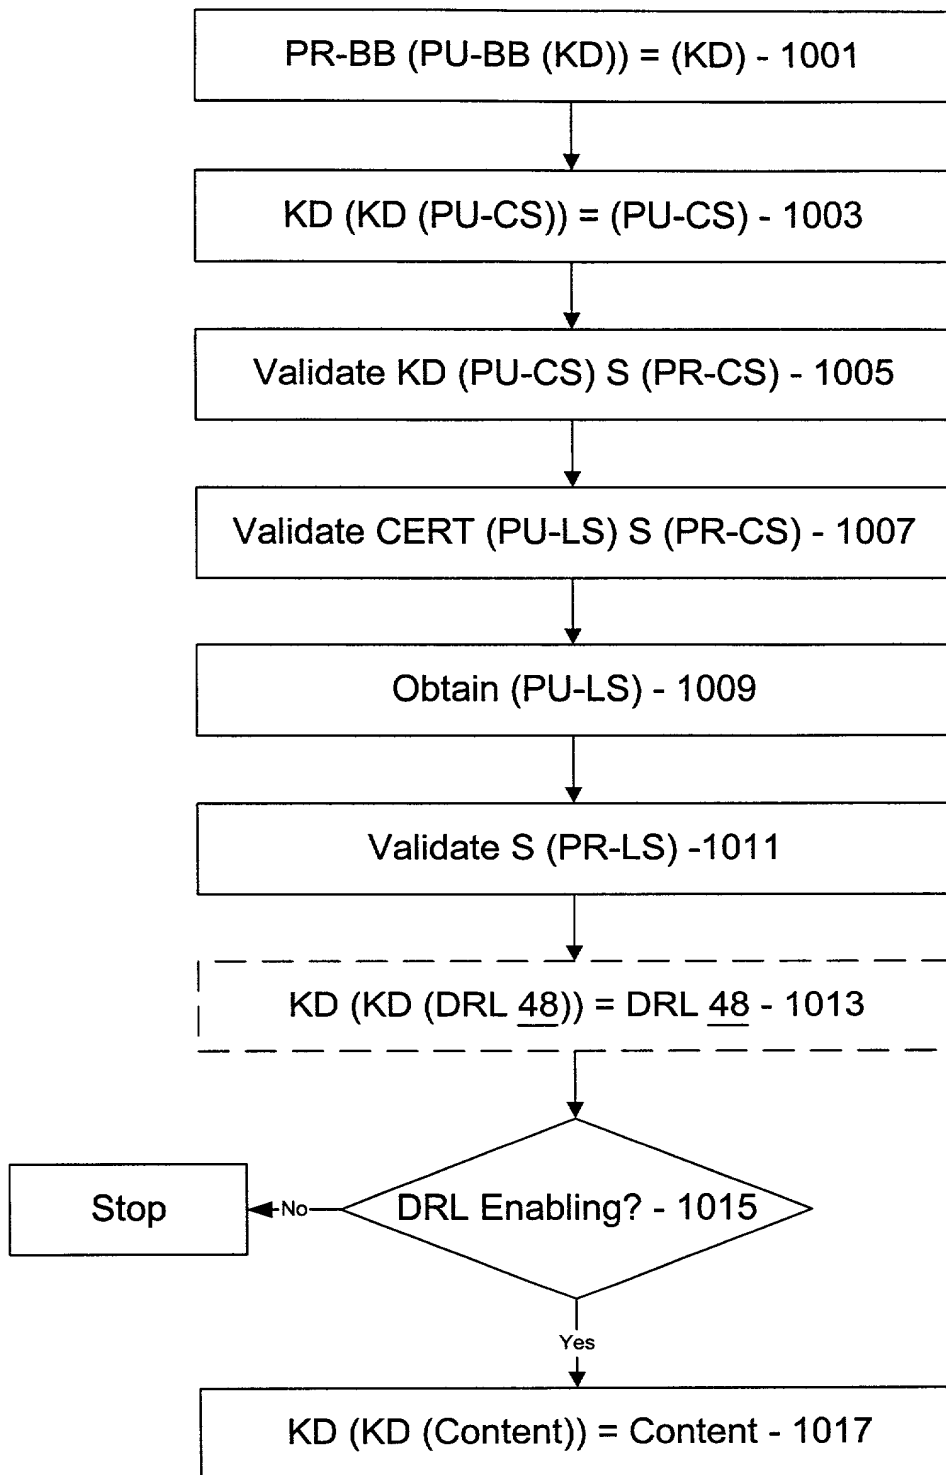 PR-BB (PU-BB (KD)) = (KD) - 1001
KD (KD (PU-CS)) = (PU-CS) - 1003
Validate KD (PU-CS) S (PR-CS) - 1005
Validate CERT (PU-LS) S (PR-CS) - 1007
Obtain (PU-LS) - 1009
Validate S (PR-LS) -1011
KD (KD (DRL 48)) = DRL 48 - 1013
DRL Enabling? - 1015
No
Stop
Yes
KD (KD (Content)) = Content - 1017